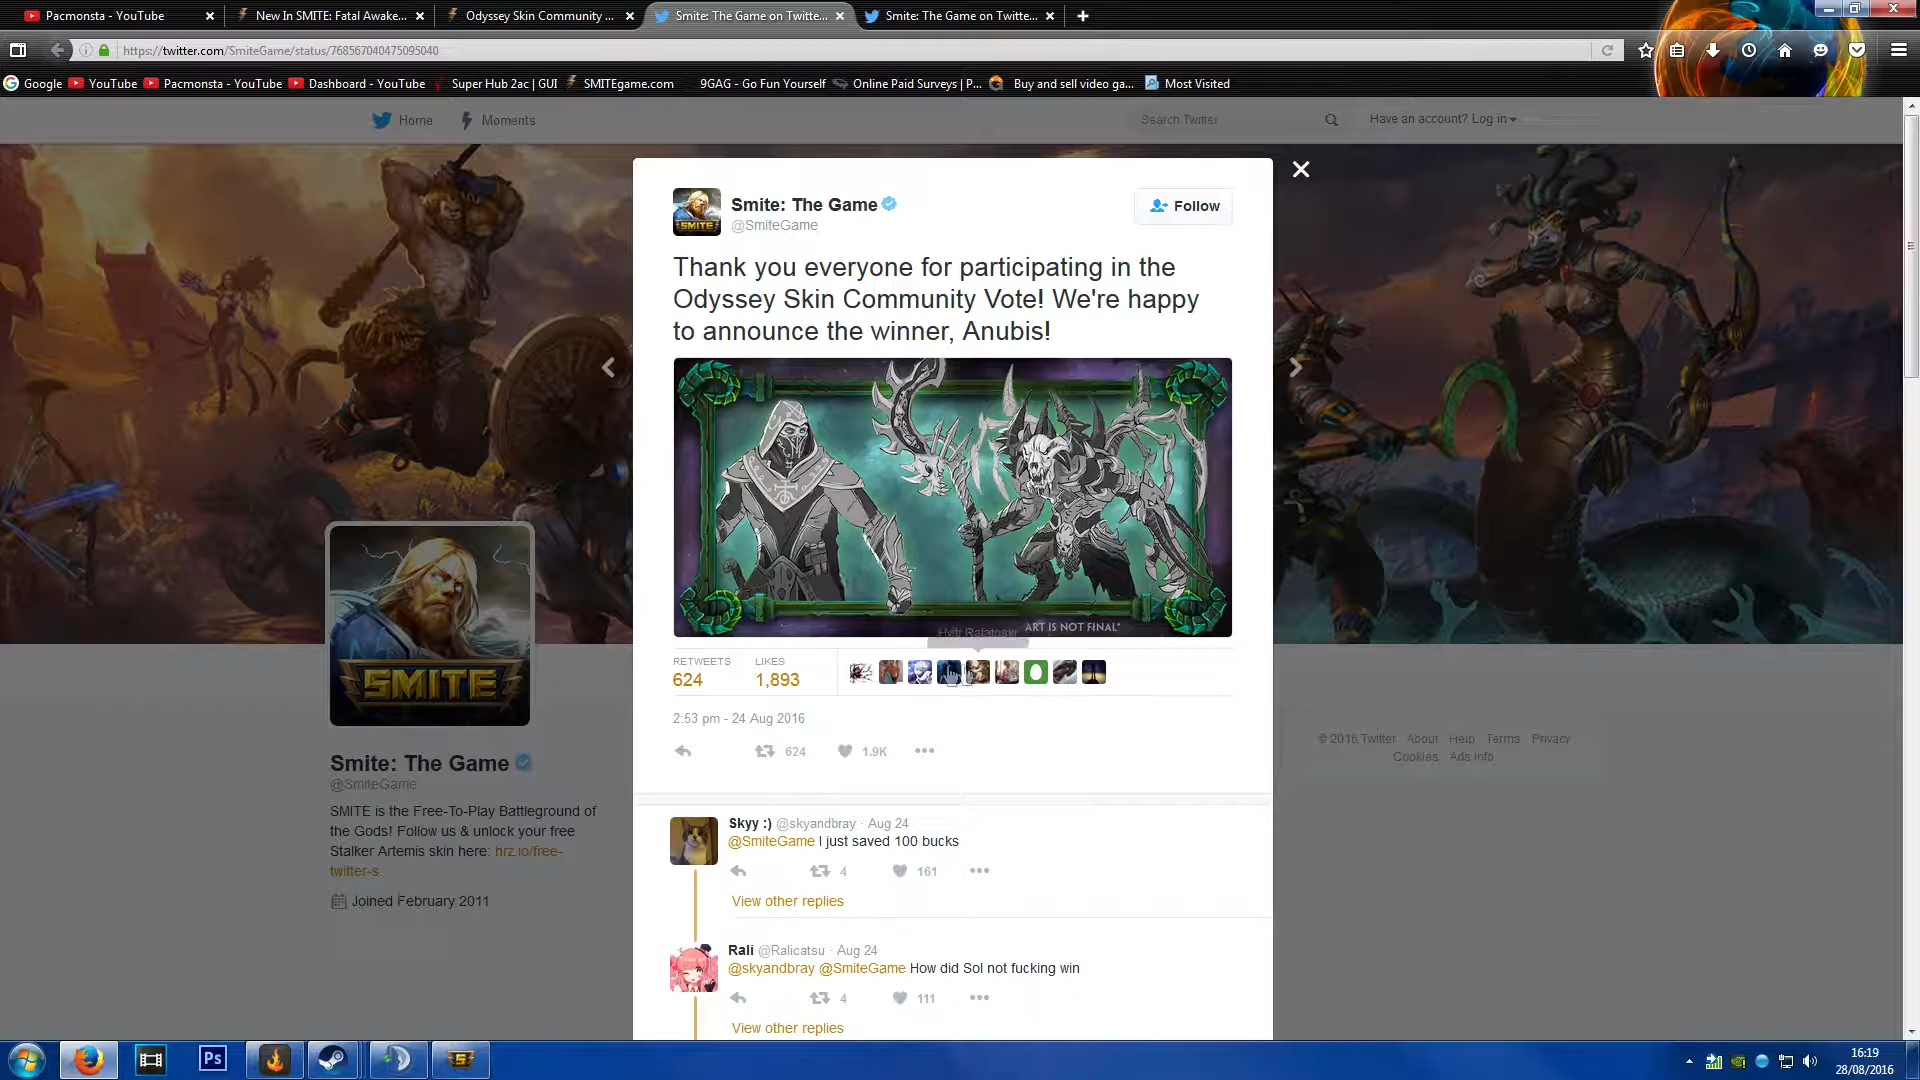 Pacmonsta - YouTube
New In SMITE: Fatal Awake...
Odyssey Skin Community ...
Smite: The Game on Twitte...
Smite: The Game on Twitte...
https://twitter.com/SmiteGame/status/768567040475095040
Google
YouTube
Pacmonsta - YouTube
Dashboard - YouTube
Super Hub 2ac | GUI
SMITEgame.com
9GAG - Go Fun Yourself
Online Paid Surveys | P...
Buy and sell video ga...
Most Visited
Home
Moments
Search Twitter
Have an account? Log in
Smite: The Game
@SmiteGame
Follow
Thank you everyone for participating in the
Odyssey Skin Community Vote! We're happy
to announce the winner, Anubis!
ART IS NOT FINAL*
RETWEETS
624
LIKES
1,893
2:53 pm - 24 Aug 2016
624
1.9K
Skyy :) @skyandbray · Aug 24
@SmiteGame I just saved 100 bucks
4
161
View other replies
Rali @Ralicatsu · Aug 24
@skyandbray @SmiteGame How did Sol not fucking win
4
111
View other replies
SMITE
SMITE
Smite: The Game
@SmiteGame
SMITE is the Free-To-Play Battleground of
the Gods! Follow us & unlock your free
Stalker Artemis skin here: hrz.io/free-
twitter-s.
Joined February 2011
© 2016 Twitter About Help Terms Privacy
Cookies Ads info
Ps
16:19
28/08/2016